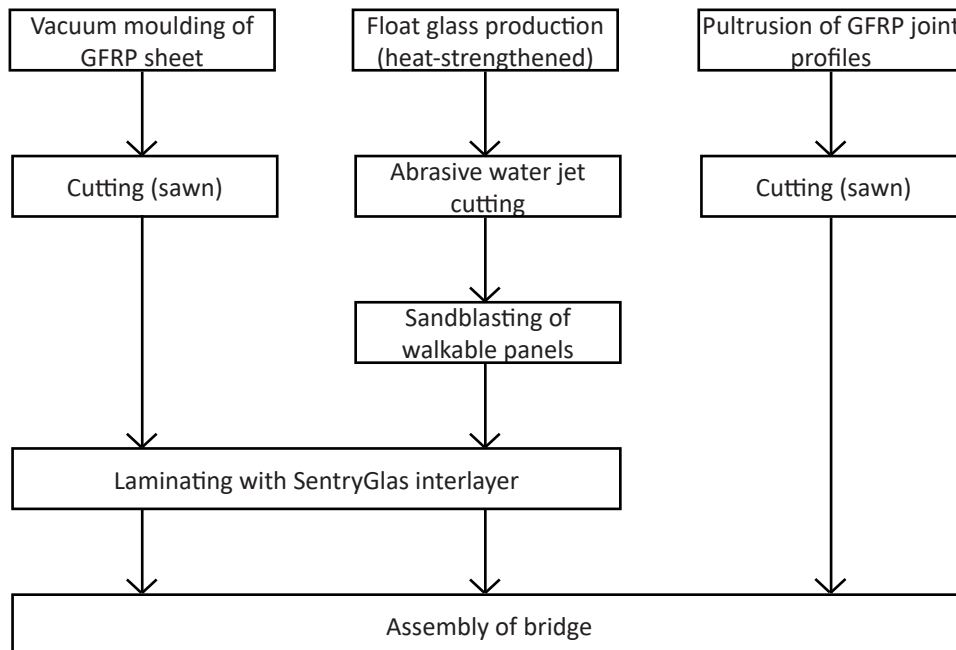 Vacuum moulding of
GFRP sheet
Float glass production
(heat-strengthened)
Pultrusion of GFRP joint
profiles
Cutting (sawn)
Abrasive water jet
cutting
Cutting (sawn)
Sandblasting of
walkable panels
Laminating with SentryGlas interlayer
Assembly of bridge